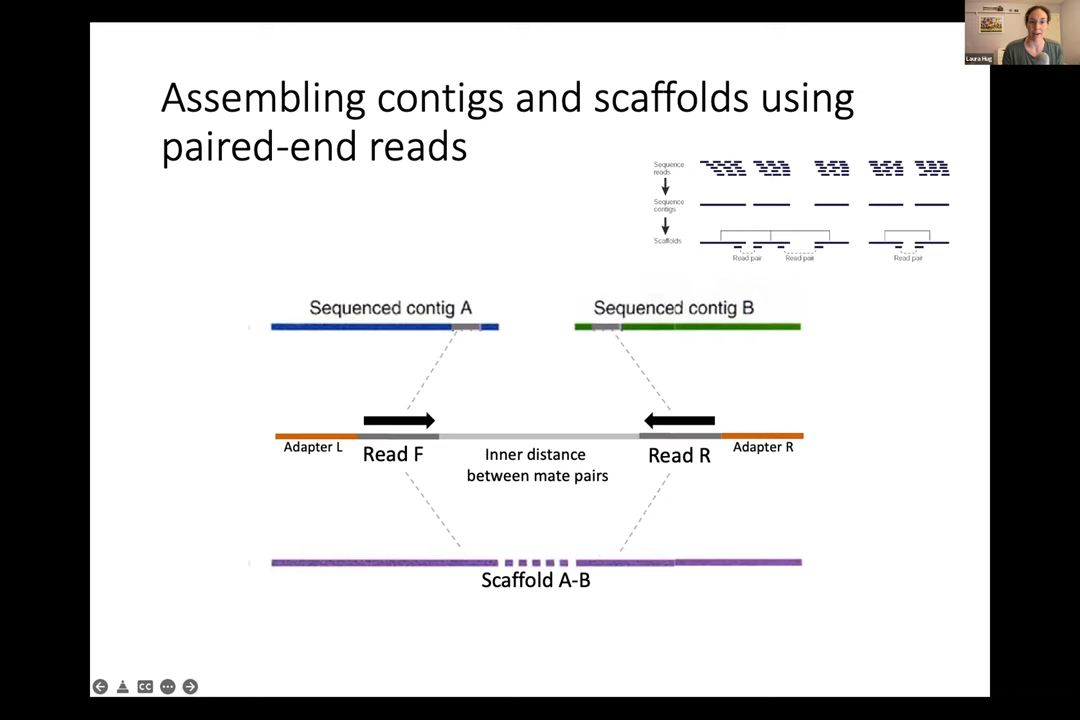 Laura Hug
Assembling contigs and scaffolds using
paired-end reads
Sequence
reads
Sequence
contigs
Scaffolds
Read pair
Read pair
Read pair
Sequenced contig A
Sequenced contig B
Adapter L
Read F
Inner distance
between mate pairs
Read R
Adapter R
Scaffold A-B
CC